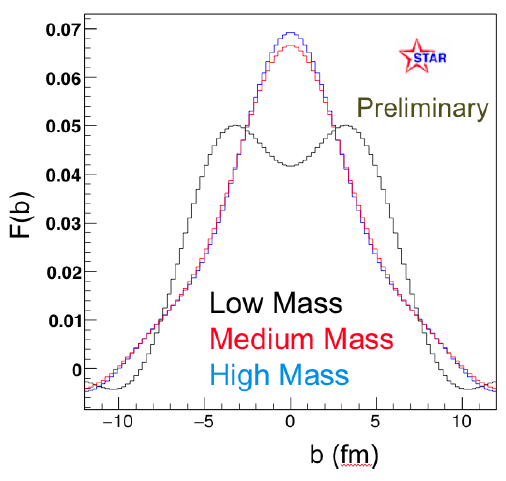 0.07
0.06
0.05
0.04
0.03
0.02
0.01
0
F(b)
STAR
Preliminary
Low Mass
Medium Mass
High Mass
−10
−5
0
5
10
b (fm)